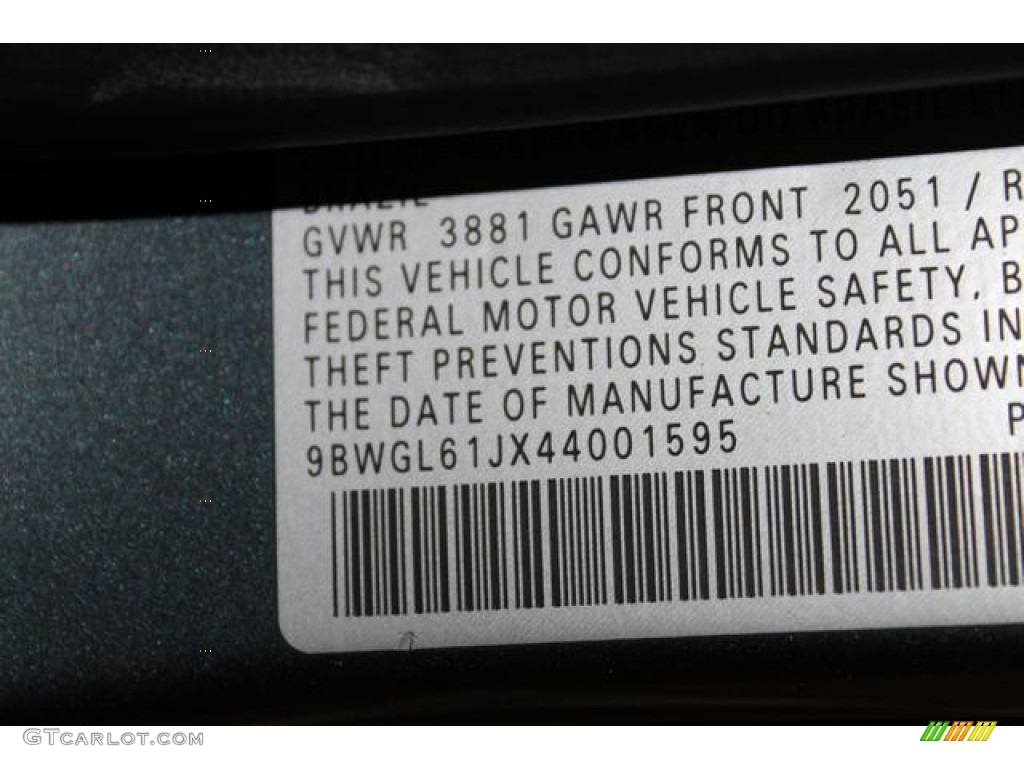 BRAZIL
GVWR 3881 GAWR FRONT 2051 / R
THIS VEHICLE CONFORMS TO ALL AP
FEDERAL MOTOR VEHICLE SAFETY, B
THEFT PREVENTIONS STANDARDS IN
THE DATE OF MANUFACTURE SHOWN
9BWGL61JX44001595 P
GTCARLOT.COM